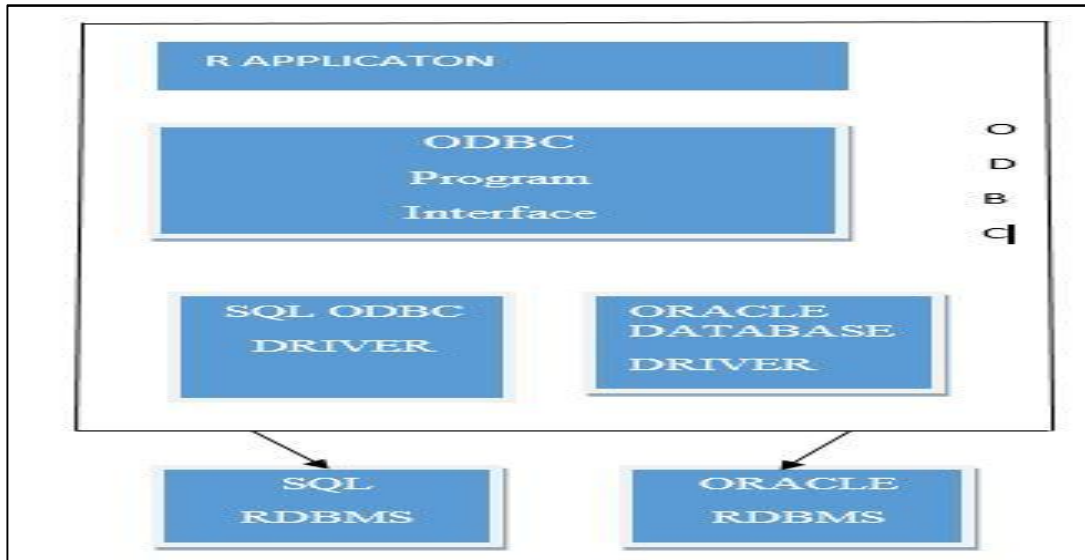 R APPLICATON
ODBC
Program
Interface
O
D
B
C
SQL ODBC
DRIVER
ORACLE
DATABASE
DRIVER
SQL
RDBMS
ORACLE
RDBMS